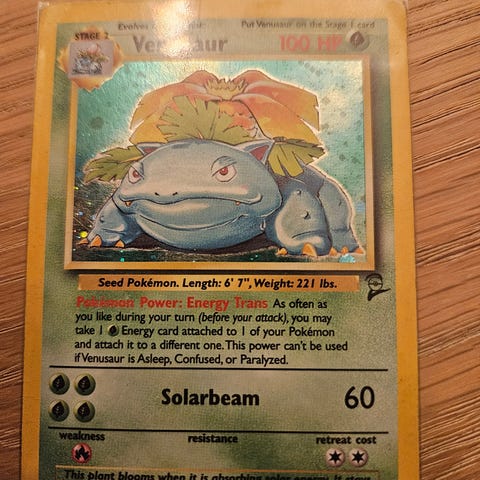 Evolves Put Venusaur on the Stage 1 card
STAGE 2
Venusaur 100 HP
Seed Pokémon. Length: 6' 7", Weight: 221 lbs.
Pokémon Power: Energy Trans As often as
you like during your turn (before your attack), you may
take 1 Energy card attached to 1 of your Pokémon
and attach it to a different one. This power can't be used
if Venusaur is Asleep, Confused, or Paralyzed.
Solarbeam 60
weakness resistance retreat cost
This plant blooms when it is absorbing solar energy. It stays